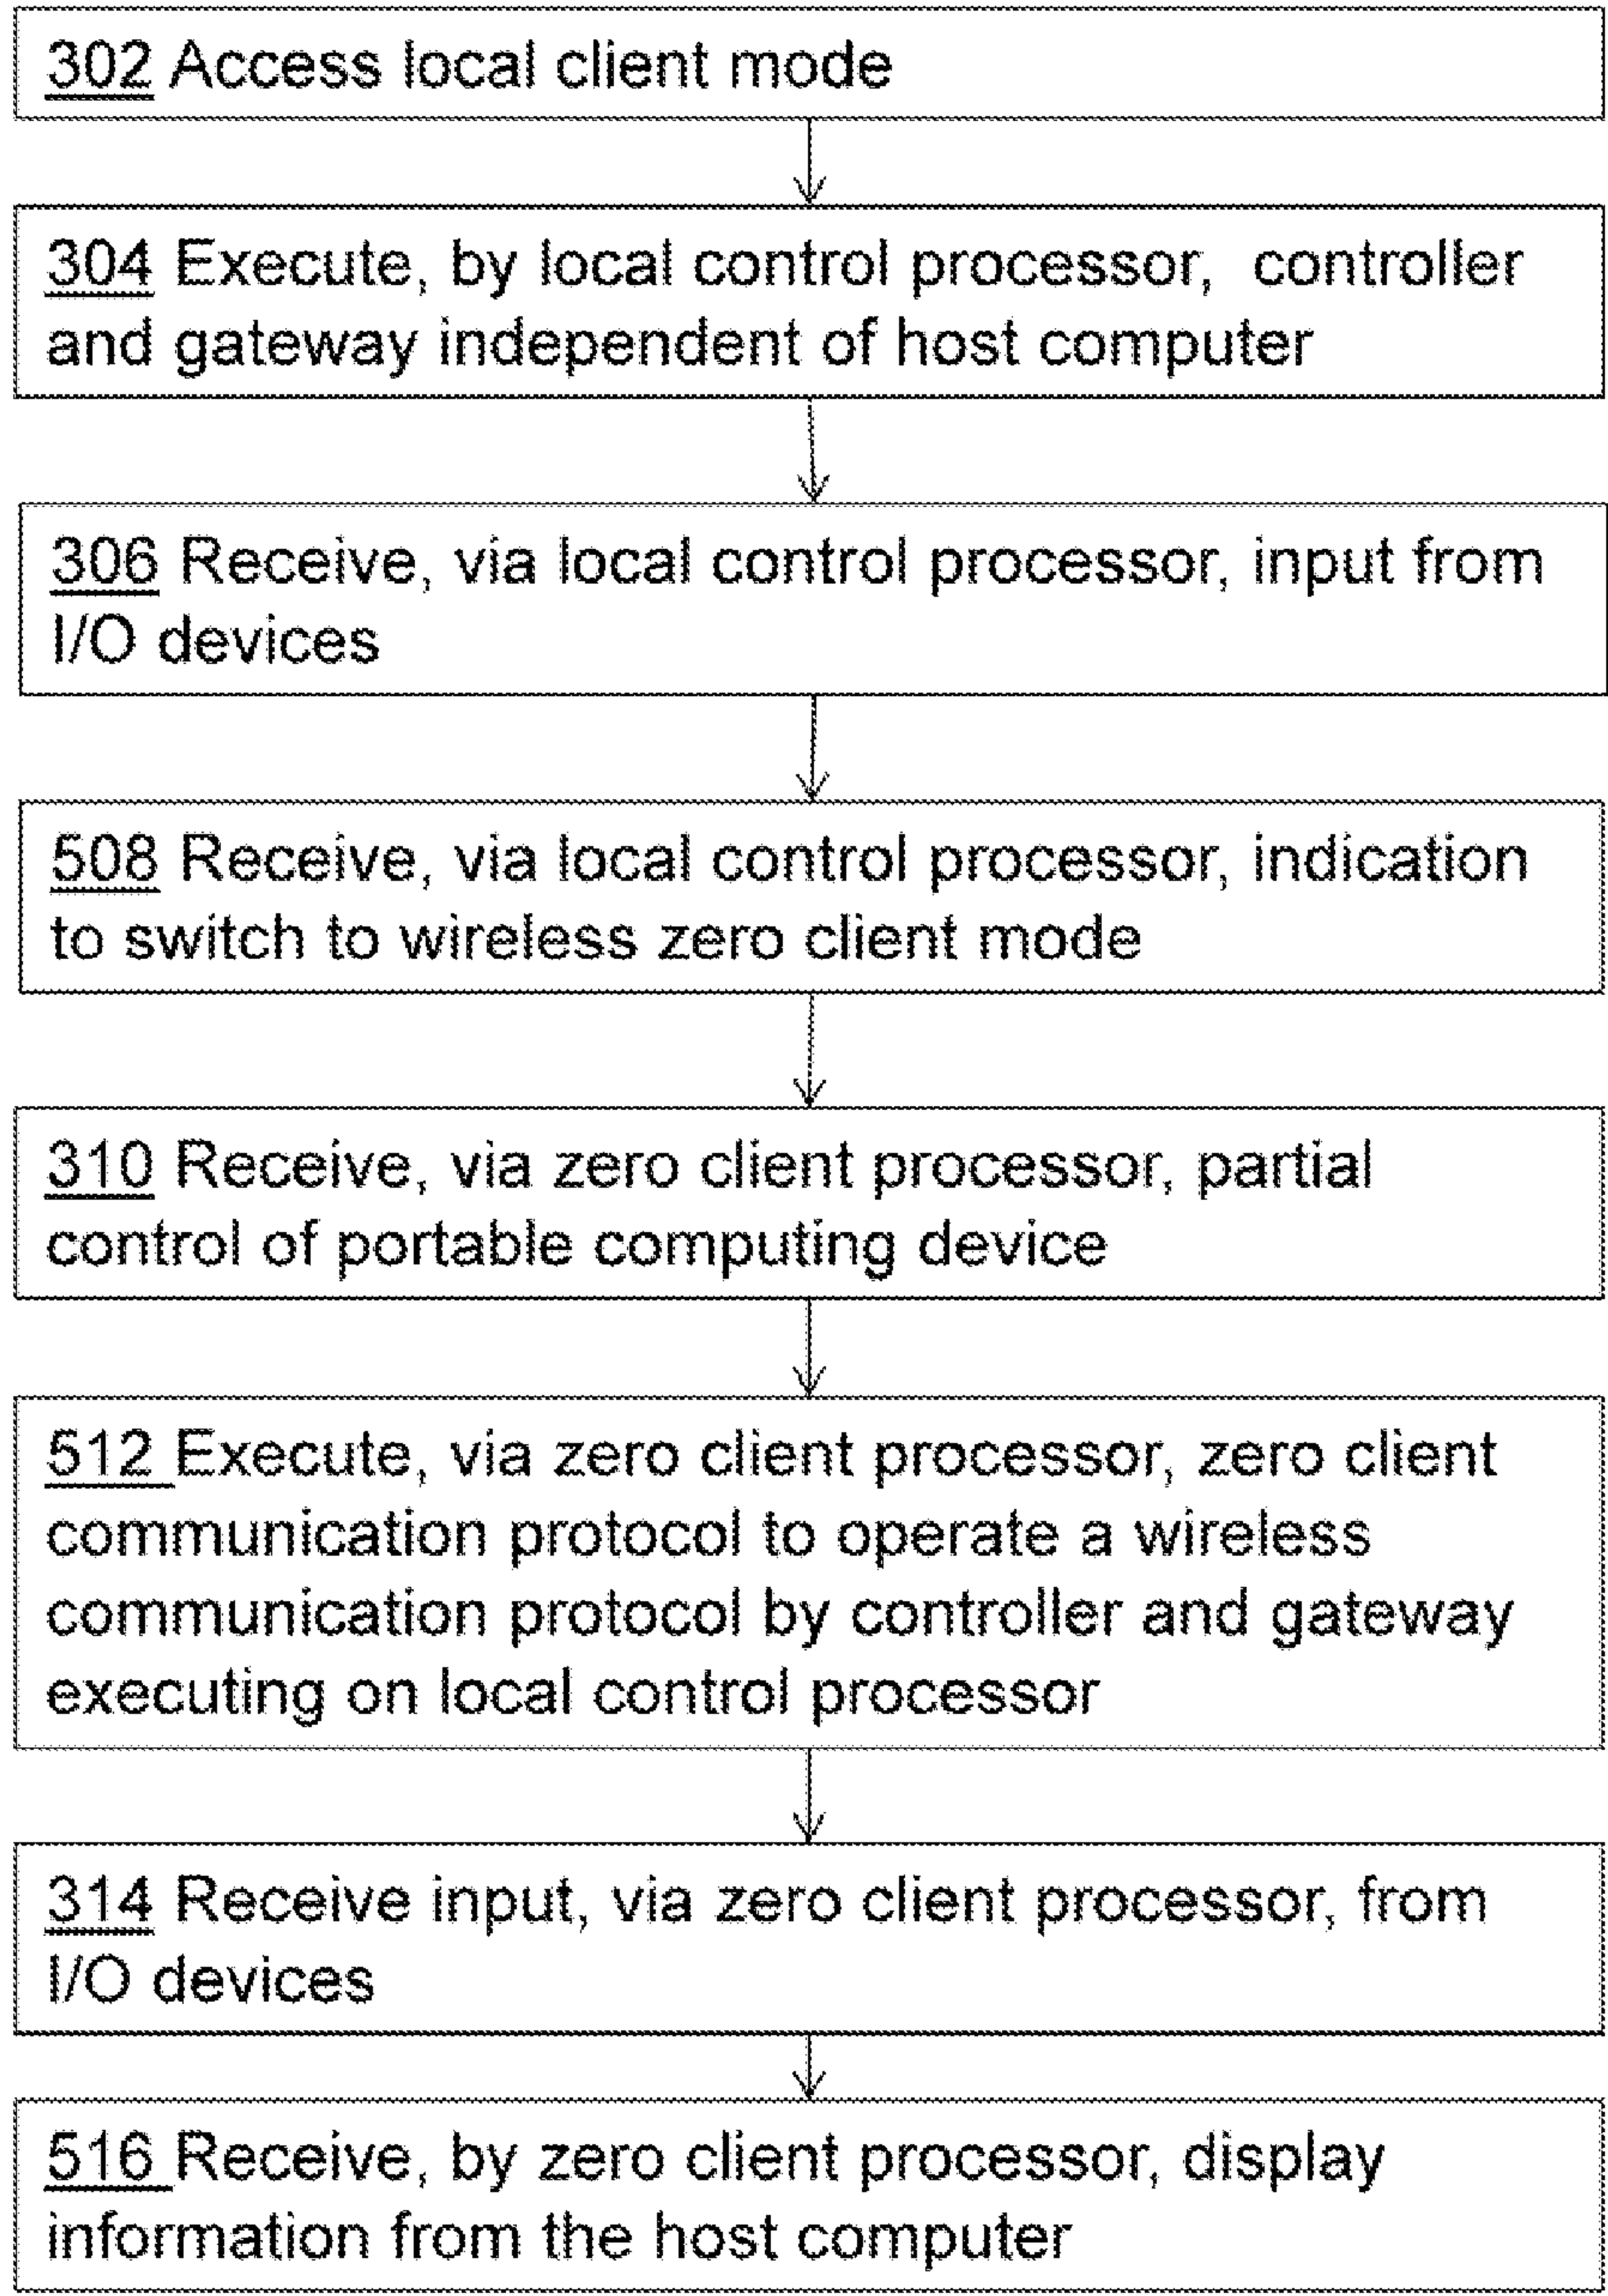 302 Access local client mode
304 Execute, by local control processor, controller
and gateway independent of host computer
306 Receive, via local control processor, input from
I/O devices
508 Receive, via local control processor, indication
to switch to wireless zero client mode
310 Receive, via zero client processor, partial
control of portable computing device
512 Execute, via zero client processor, zero client
communication protocol to operate a wireless
communication protocol by controller and gateway
executing on local control processor
314 Receive input, via zero client processor, from
I/O devices
516 Receive, by zero client processor, display
information from the host computer